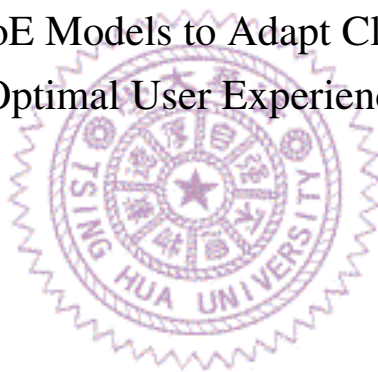 oE Models to Adapt Cl
Optimal User Experienc
TSING HUA UNIVERSITY